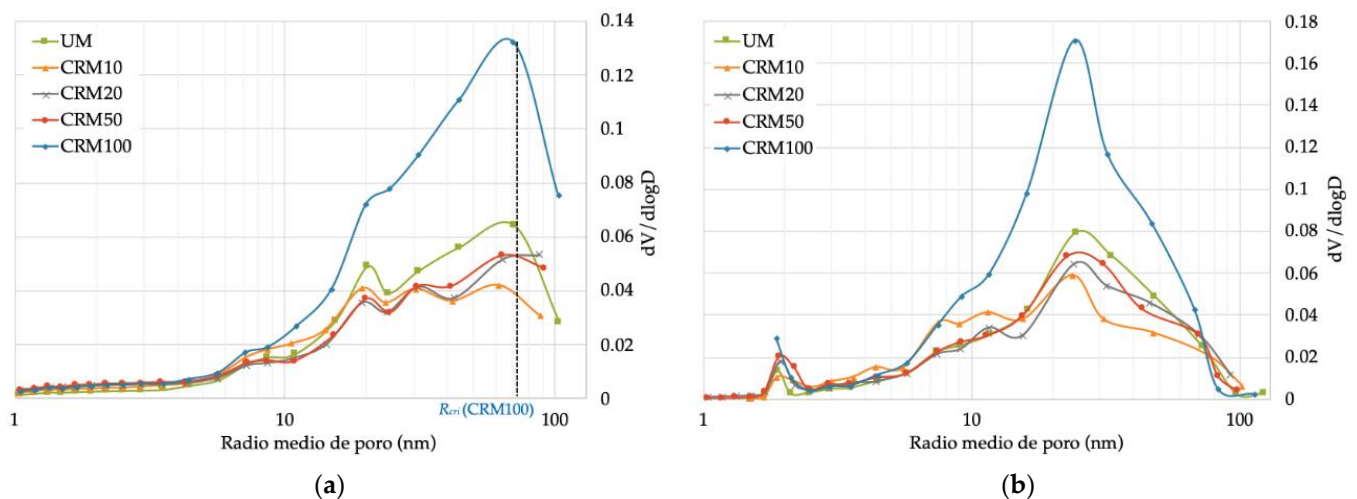 UM
CRM10
CRM20
CRM50
CRM100
0.14
0.12
0.1
0.08
0.06
0.04
0.02
0
dV / dlogD
1
10
100
R_cri (CRM100)
Radio medio de poro (nm)
(a)
UM
CRM10
CRM20
CRM50
CRM100
0.18
0.16
0.14
0.12
0.1
0.08
0.06
0.04
0.02
0
dV / dlogD
1
10
100
Radio medio de poro (nm)
(b)